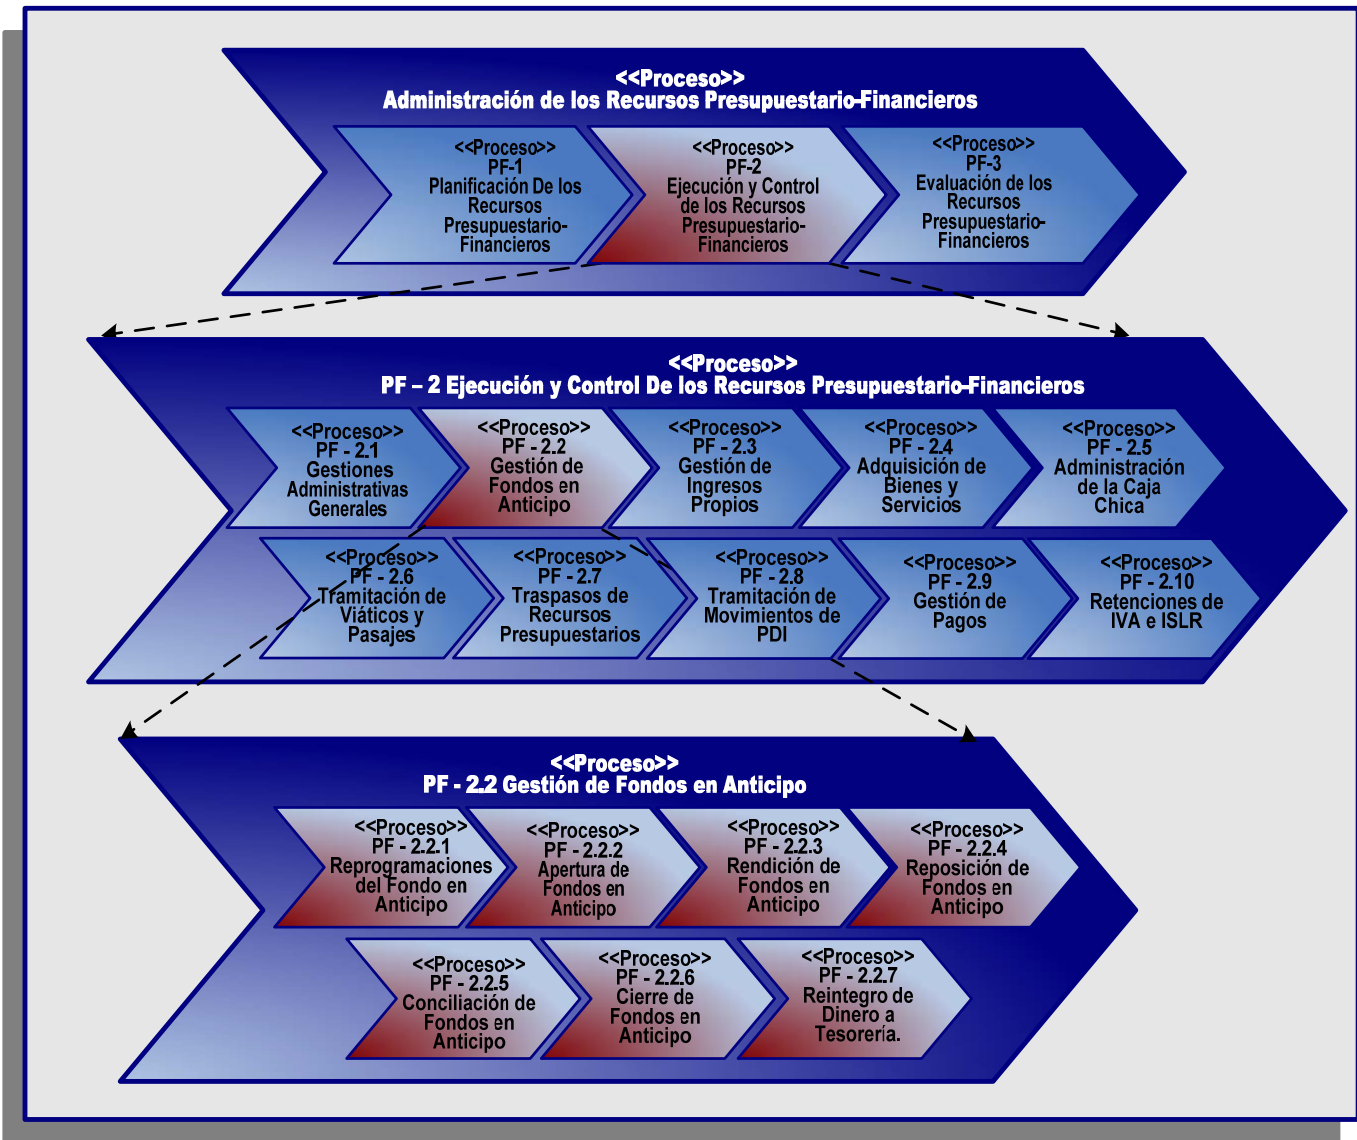 <<Proceso>>
Administración de los Recursos Presupuestario-Financieros
<<Proceso>>
PF-1
Planificación De los
Recursos
Presupuestario-
Financieros
<<Proceso>>
PF-2
Ejecución y Control
de los Recursos
Presupuestario-
Financieros
<<Proceso>>
PF-3
Evaluación de los
Recursos
Presupuestario-
Financieros
<<Proceso>>
PF – 2 Ejecución y Control De los Recursos Presupuestario-Financieros
<<Proceso>>
PF - 2.1
Gestiones
Administrativas
Generales
<<Proceso>>
PF - 2.2
Gestión de
Fondos en
Anticipo
<<Proceso>>
PF - 2.3
Gestión de
Ingresos
Propios
<<Proceso>>
PF - 2.4
Adquisición de
Bienes y
Servicios
<<Proceso>>
PF - 2.5
Administración
de la Caja
Chica
<<Proceso>>
PF - 2.6
Tramitación de
Viáticos y
Pasajes
<<Proceso>>
PF - 2.7
Traspasos de
Recursos
Presupuestarios
<<Proceso>>
PF - 2.8
Tramitación de
Movimientos de
PDI
<<Proceso>>
PF - 2.9
Gestión de
Pagos
<<Proceso>>
PF - 2.10
Retenciones de
IVA e ISLR
<<Proceso>>
PF - 2.2 Gestión de Fondos en Anticipo
<<Proceso>>
PF - 2.2.1
Reprogramaciones
del Fondo en
Anticipo
<<Proceso>>
PF - 2.2.2
Apertura de
Fondos en
Anticipo
<<Proceso>>
PF - 2.2.3
Rendición de
Fondos en
Anticipo
<<Proceso>>
PF - 2.2.4
Reposición de
Fondos en
Anticipo
<<Proceso>>
PF - 2.2.5
Conciliación de
Fondos en
Anticipo
<<Proceso>>
PF - 2.2.6
Cierre de
Fondos en
Anticipo
<<Proceso>>
PF - 2.2.7
Reintegro de
Dinero a
Tesorería.